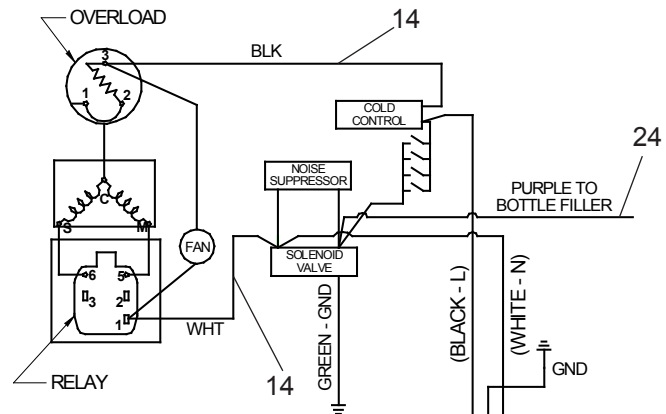 OVERLOAD
14
BLK
3
1
2
COLD
CONTROL
24
NOISE
SUPPRESSOR
PURPLE TO
BOTTLE FILLER
C
S
M
FAN
SOLENOID
VALVE
6
5
3
2
1
WHT
14
GREEN - GND
(BLACK - L)
(WHITE - N)
GND
RELAY